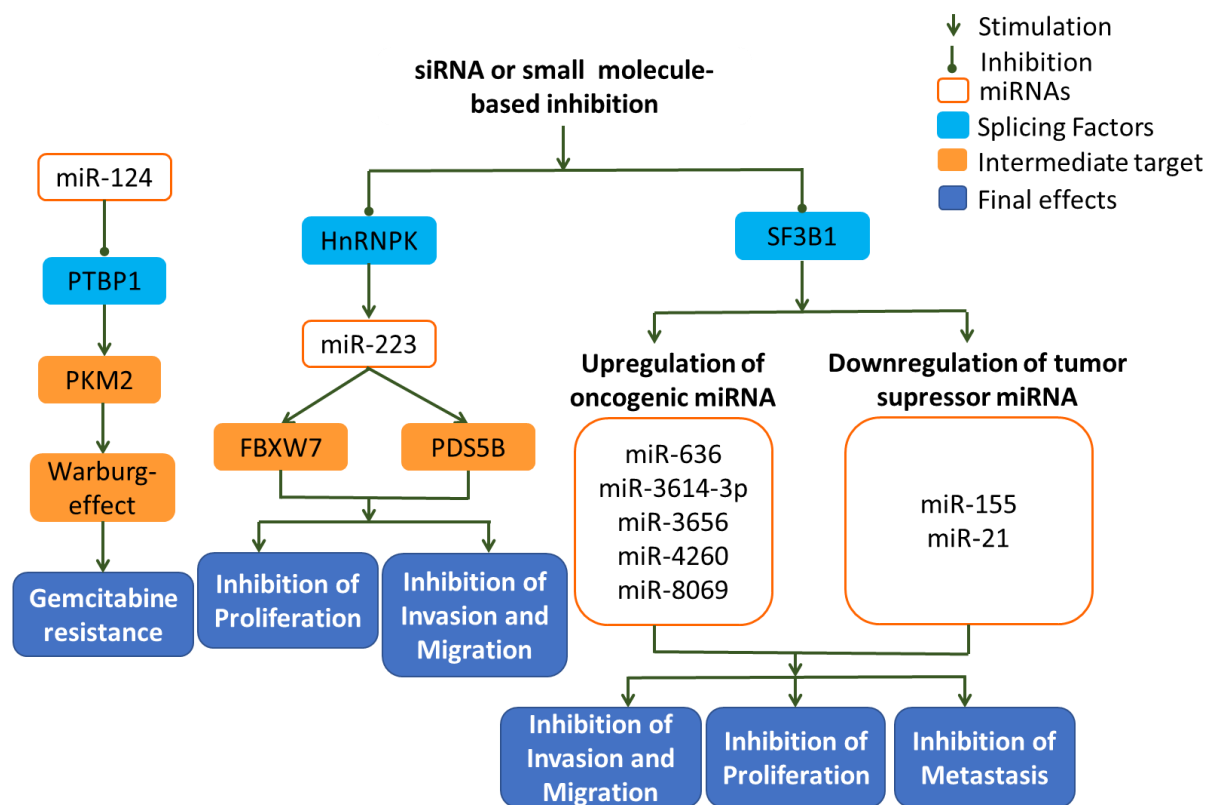 Stimulation
Inhibition
miRNAs
Splicing Factors
Intermediate target
Final effects
siRNA or small molecule-
based inhibition
miR-124
PTBP1
PKM2
Warburg-
effect
Gemcitabine
resistance
HnRNPK
miR-223
FBXW7
PDS5B
Inhibition of
Proliferation
Inhibition of
Invasion and
Migration
SF3B1
Upregulation of
oncogenic miRNA
miR-636
miR-3614-3p
miR-3656
miR-4260
miR-8069
Downregulation of tumor
supressor miRNA
miR-155
miR-21
Inhibition of
Invasion and
Migration
Inhibition of
Proliferation
Inhibition of
Metastasis